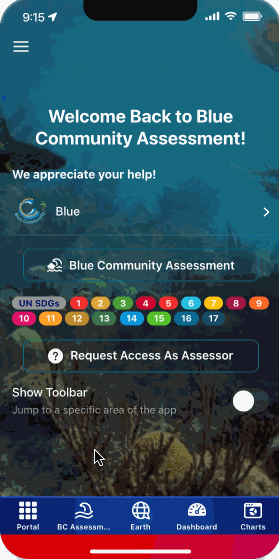 9:15
Welcome Back to Blue
Community Assessment!
We appreciate your help!
Blue
Blue Community Assessment
UN SDGs 1 2 3 4 5 6 7 8 9
10 11 12 13 14 15 16 17
? Request Access As Assessor
Show Toolbar
Jump to a specific area of the app
Portal BC Assessm... Earth Dashboard Charts